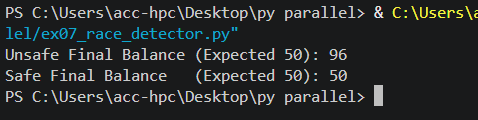 PS C:\Users\acc-hpc\Desktop\py parallel> & C:\Users\a
lel/ex07_race_detector.py"
Unsafe Final Balance (Expected 50): 96
Safe Final Balance   (Expected 50): 50
PS C:\Users\acc-hpc\Desktop\py parallel>